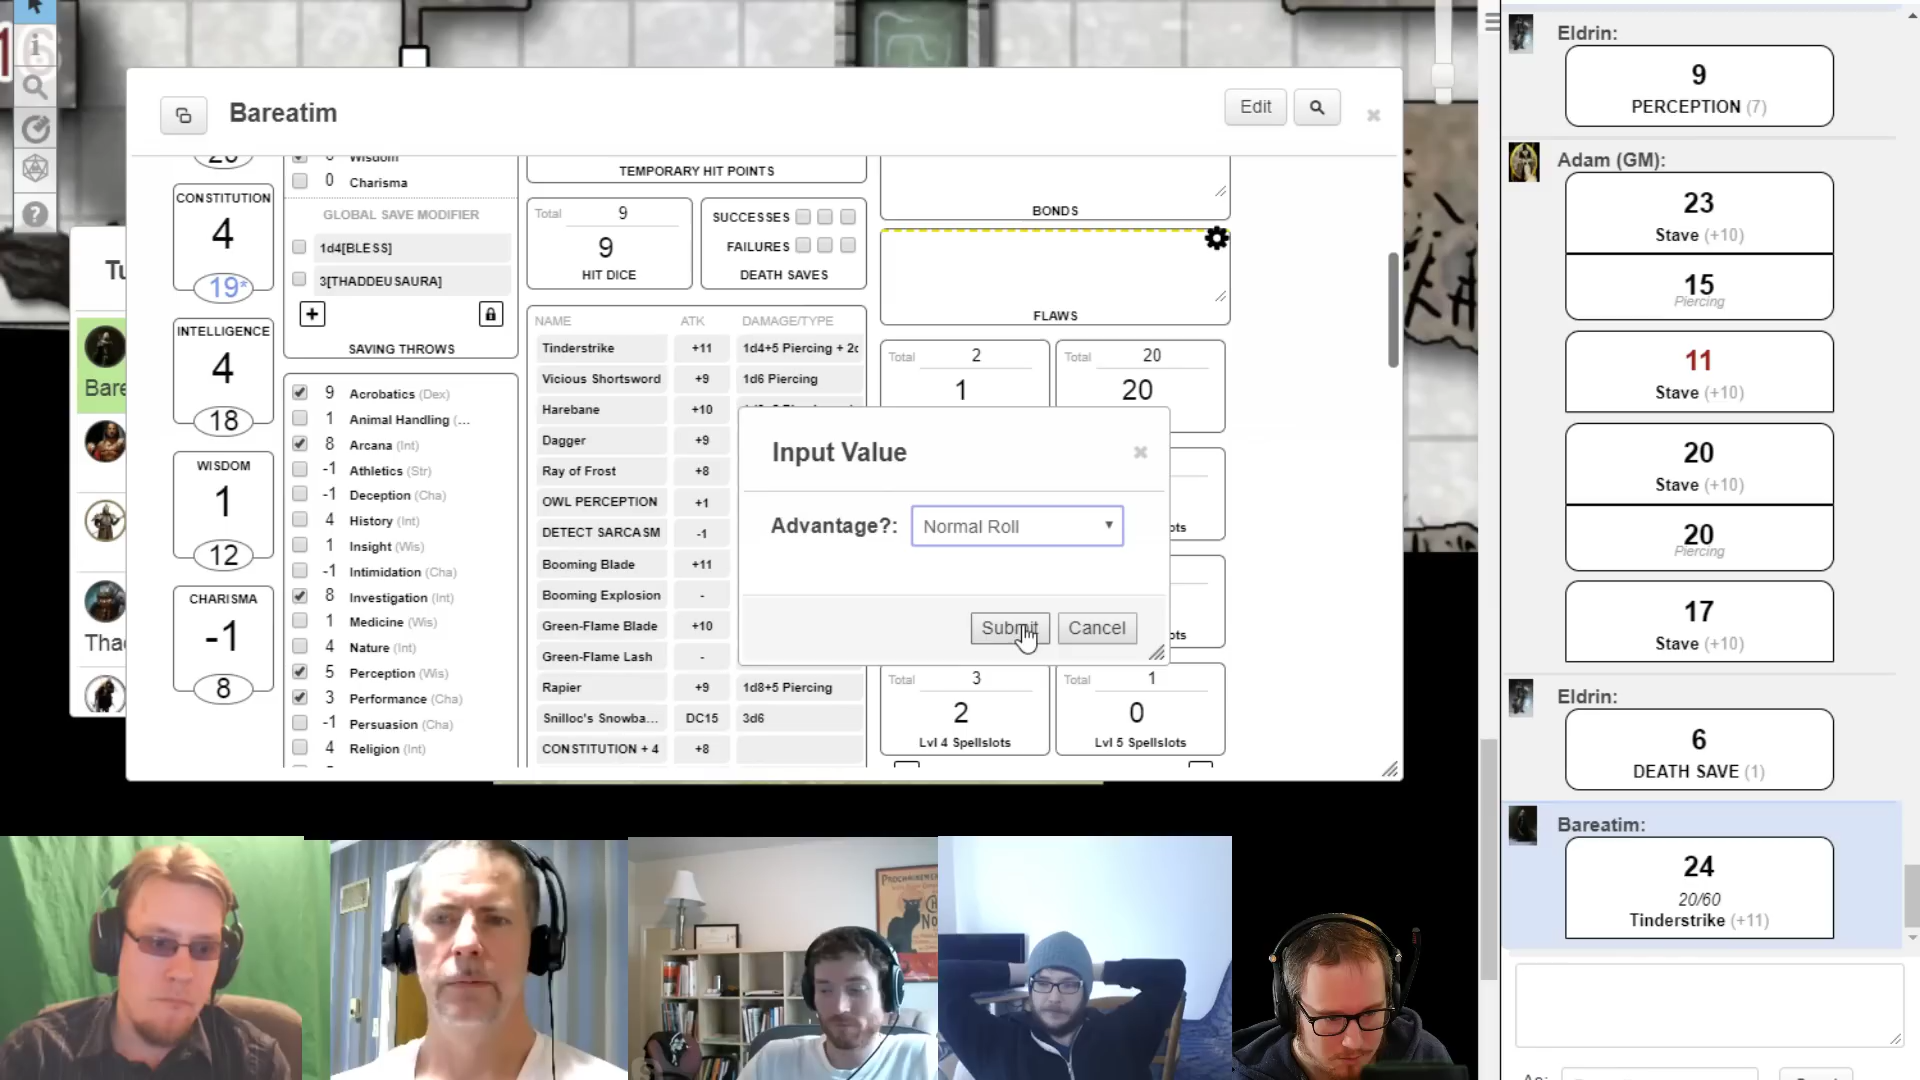 Bareatim
Edit
20
CONSTITUTION
4
19*
INTELLIGENCE
4
18
WISDOM
1
12
CHARISMA
-1
8
Wisdom
0 Charisma
GLOBAL SAVE MODIFIER
1d4[BLESS]
3[THADDEUSAURA]
SAVING THROWS
9 Acrobatics (Dex)
1 Animal Handling (...
8 Arcana (Int)
-1 Athletics (Str)
-1 Deception (Cha)
4 History (Int)
1 Insight (Wis)
-1 Intimidation (Cha)
8 Investigation (Int)
1 Medicine (Wis)
4 Nature (Int)
5 Perception (Wis)
3 Performance (Cha)
-1 Persuasion (Cha)
4 Religion (Int)
TEMPORARY HIT POINTS
Total 9
9
HIT DICE
SUCCESSES
FAILURES
DEATH SAVES
NAME ATK DAMAGE/TYPE
Tinderstrike +11 1d4+5 Piercing + 2d
Vicious Shortsword +9 1d6 Piercing
Harebane +10
Dagger +9
Ray of Frost +8
OWL PERCEPTION +1
DETECT SARCASM -1
Booming Blade +11
Booming Explosion -
Green-Flame Blade +10
Green-Flame Lash -
Rapier +9 1d8+5 Piercing
Snilloc's Snowba... DC15 3d6
CONSTITUTION + 4 +8
BONDS
FLAWS
Total 2
1
Total 20
20
ots
ots
Total 3
2
Lvl 4 Spellslots
Total 1
0
Lvl 5 Spellslots
Input Value
Advantage?: Normal Roll
Submit Cancel
Tu
Bare
Thad
Eldrin:
9
PERCEPTION (7)
Adam (GM):
23
Stave (+10)
15
Piercing
11
Stave (+10)
20
Stave (+10)
20
Piercing
17
Stave (+10)
Eldrin:
6
DEATH SAVE (1)
Bareatim:
24
20/60
Tinderstrike (+11)
As: